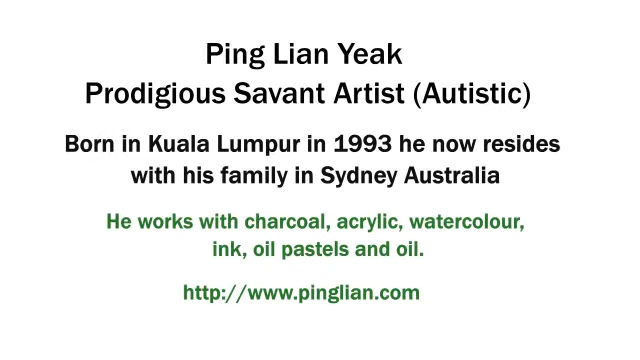 Ping Lian Yeak
Prodigious Savant Artist (Autistic)
Born in Kuala Lumpur in 1993 he now resides
with his family in Sydney Australia
He works with charcoal, acrylic, watercolour,
ink, oil pastels and oil.
http://www.pinglian.com